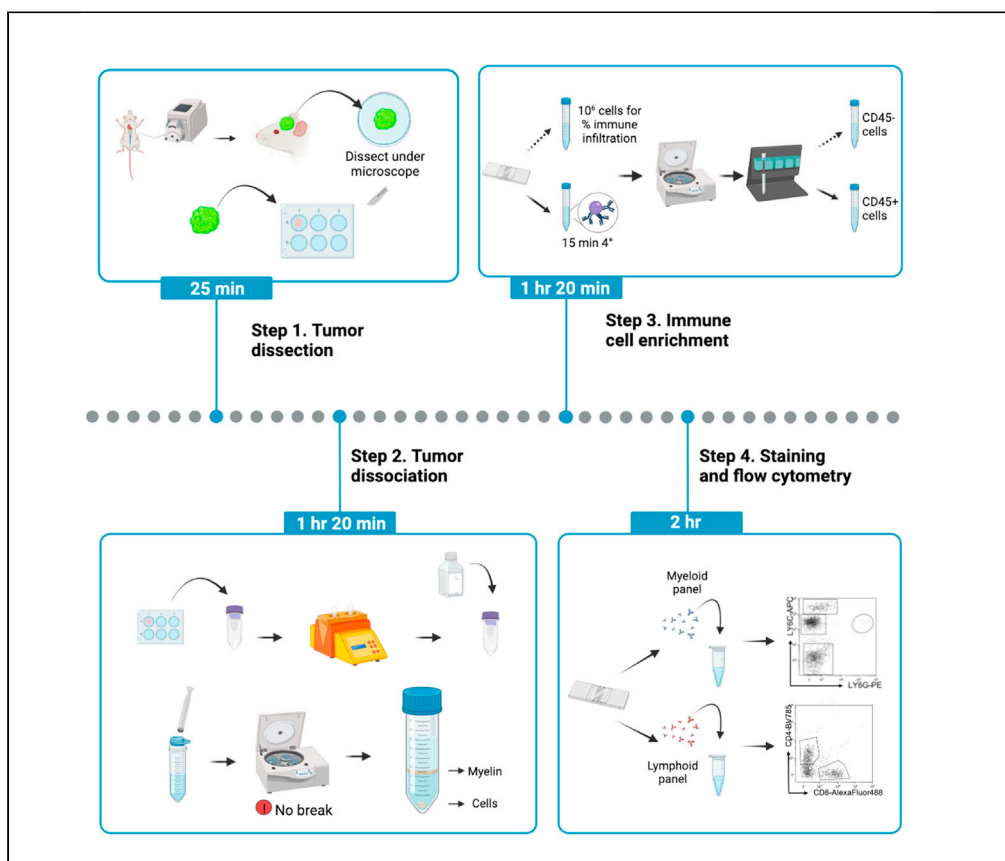 Dissect under
microscope
25 min
Step 1. Tumor
dissection
10⁶ cells for
% immune
infiltration
15 min 4°
CD45-
cells
CD45+
cells
1 hr 20 min
Step 3. Immune
cell enrichment
Step 2. Tumor
dissociation
1 hr 20 min
No break
Myelin
Cells
Step 4. Staining
and flow cytometry
2 hr
Myeloid
panel
Lymphoid
panel
LY6C-APC
LY6G-PE
CD4-BV785
CD8-AlexaFluor488